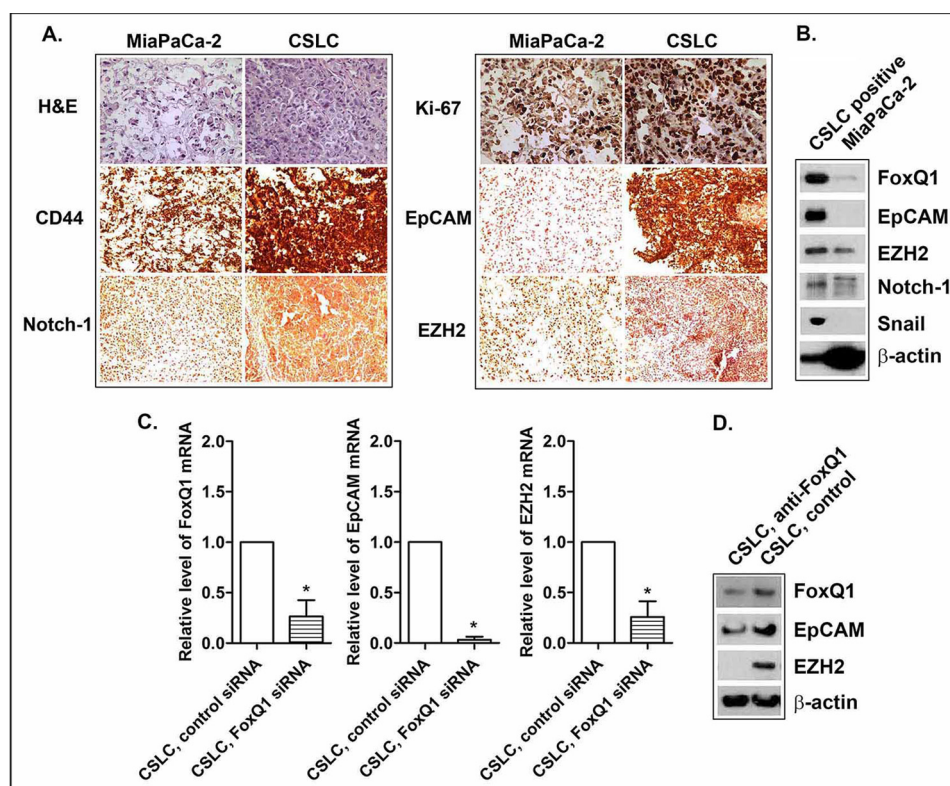 A.
MiaPaCa-2 CSLC
H&E
CD44
Notch-1
MiaPaCa-2 CSLC
Ki-67
EpCAM
EZH2
B.
CSLC positive
MiaPaCa-2
FoxQ1
EpCAM
EZH2
Notch-1
Snail
β-actin
C.
Relative level of FoxQ1 mRNA
2.0
1.5
1.0
0.5
0.0
*
CSLC, control siRNA
CSLC, FoxQ1 siRNA
Relative level of EpCAM mRNA
2.0
1.5
1.0
0.5
0.0
*
CSLC, control siRNA
CSLC, FoxQ1 siRNA
Relative level of EZH2 mRNA
2.0
1.5
1.0
0.5
0.0
*
CSLC, control siRNA
CSLC, FoxQ1 siRNA
D.
CSLC, anti-FoxQ1
CSLC, control
FoxQ1
EpCAM
EZH2
β-actin